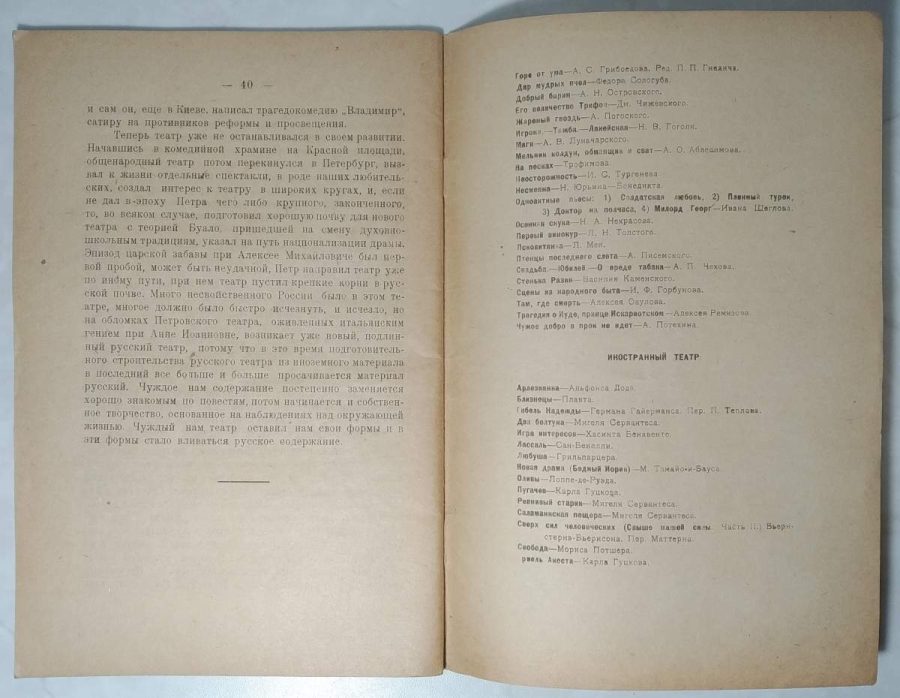 — 40 —
и сам он, еще в Киеве, написал трагедокомедию „Владимир“,
сатиру на противников реформы и просвещения.
Теперь театр уже не останавливался в своем развитии.
Начавшись в комедийной храмине на Красной площади,
общенародный театр потом перекинулся в Петербург, выз-
вал к жизни отдельные спектакли, в роде наших любитель-
ских, создал интерес к театру в широких кругах, и, если
не дал в эпоху Петра чего либо крупного, законченного,
то, во всяком случае, подготовил хорошую почву для нового
театра с теорией Буало, пришедшей на смену духовно-
школьным традициям, указал на путь национализации драмы.
Эпизод царской забавы при Алексее Михайловиче был пер-
вой пробой, может быть неудачной, Петр направил театр уже
по иному пути, при нем театр пустил крепкие корни в рус-
ской почве. Много несвойственного России было в этом те-
атре, многое должно было быстро исчезнуть, и исчезло, но
на обломках Петровского театра, оживленных итальянским
гением при Анне Иоанновне, возникает уже новый, подлин-
ный русский театр, потому что в это время подготовитель-
ного строительства русского театра из иноземного материала
в последний все больше и больше просачивается материал
русский. Чуждое нам содержание постепенно заменяется
хорошо знакомым по повестям, потом начинается и собствен-
ное творчество, основанное на наблюдениях над окружающей
жизнью. Чуждый нам театр оставил нам свои формы и в
эти формы стало вливаться русское содержание.
Горе от ума—А. С. Грибоедова. Ред. П. П. Гнедича.
Дар мудрых пчел—Федора Сологуба.
Добрый барин—А. Н. Островского.
Его величество Трифон—Дм. Чижевского.
Жареный гвоздь—А. Погосского.
Игроки—Тяжба—Лакейская—Н. В. Гоголя.
Маги—А. В. Луначарского.
Мельник колдун, обманщик и сват—А. О. Аблесимова.
На песках—Трофимова.
Неосторожность—И. С. Тургенева
Несмеяна—Н. Юрьина—Бенедикта.
Одноактные пьесы: 1) Солдатская любовь, 2) Пленный турок,
3) Доктор на полчаса, 4) Милорд Георг—Ивана Щеглова.
Осенняя скука—Н. А. Некрасова.
Первый винокур—Л. Н. Толстого.
Псковитянка—Л. Мея.
Птенцы последнего слета—А. Писемского.
Свадьба—Юбилей—О вреде табака—А. П. Чехова.
Стенька Разин—Василия Каменского.
Сцены из народного быта—И. Ф. Горбунова.
Там, где смерть—Алексея Окулова.
Трагедия о Иуде, принце Искариотском—Алексея Ремизова
Чужое добро в прок не идет—А. Потехина.
ИНОСТРАННЫЙ ТЕАТР
Арлезианка—Альфонса Додэ.
Близнецы—Плавта.
Гибель Надежды—Германа Гайерманса. Пер. Л. Теплова.
Два болтуна—Мигеля Сервантеса.
Игра интересов—Хасинта Бенавенте.
Лассаль—Сан-Бенелли.
Любуша—Грильпарцера.
Новая драма (Бедный Иорик)—М. Тамайо-и-Бауса.
Оливы—Лоппе-де-Руэда.
Пугачев—Карла Гуцкова.
Ревнивый старик—Мигеля Сервантеса.
Саламанкская пещера—Мигеля Сервантеса.
Сверх сил человеческих (Свыше нашей силы. Часть II.) Бьерн-
стерна-Бьерисона. Пер. Маттерна.
Свобода—Мориса Потшера.
риель Акоста—Карла Гуцкова.